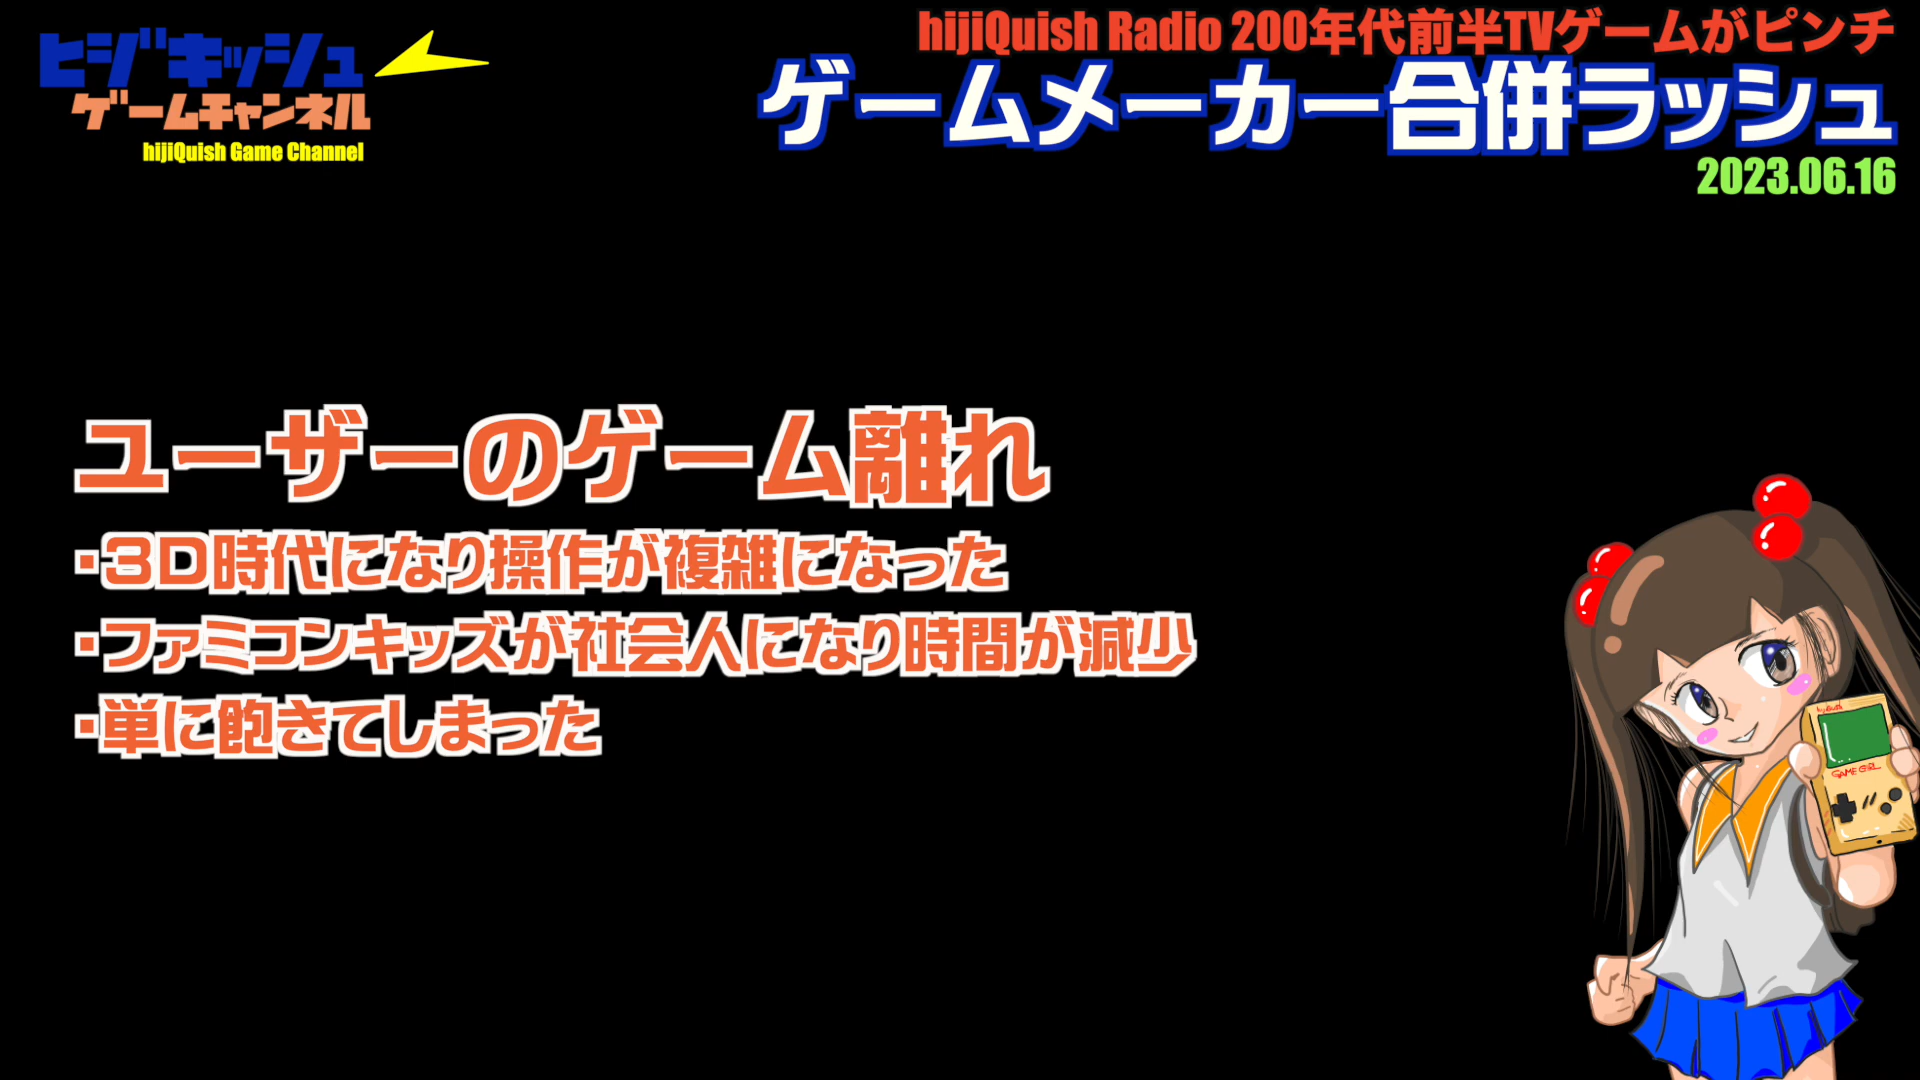 ヒジキッシュ
ゲームチャンネル
hijiQuish Game Channel
hijiQuish Radio 200年代前半TVゲームがピンチ
ゲームメーカー合併ラッシュ
2023.06.16
ユーザーのゲーム離れ
・3D時代になり操作が複雑になった
・ファミコンキッズが社会人になり時間が減少
・単に飽きてしまった
hijiQuish
GAME GIRL